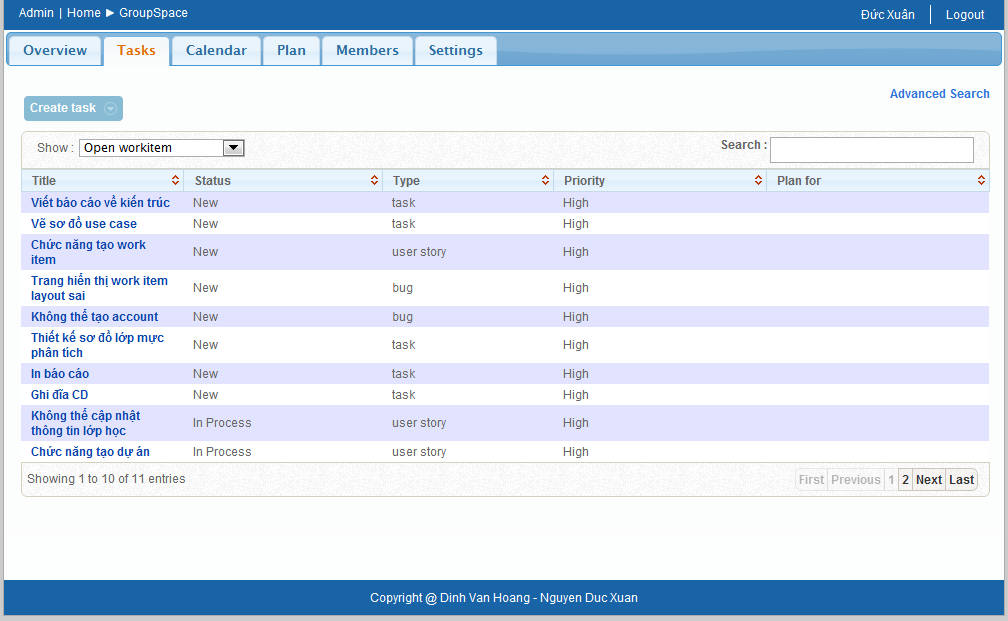 Admin | Home ► GroupSpace
Đức Xuân | Logout
Overview Tasks Calendar Plan Members Settings
Advanced Search
Create task
Show : Open workitem
Search :
Title Status Type Priority Plan for
Viết báo cáo về kiến trúc New task High
Vẽ sơ đồ use case New task High
Chức năng tạo work
item New user story High
Trang hiển thị work item
layout sai New bug High
Không thể tạo account New bug High
Thiết kế sơ đồ lớp mực
phân tích New task High
In báo cáo New task High
Ghi đĩa CD New task High
Không thể cập nhật
thông tin lớp học In Process user story High
Chức năng tạo dự án In Process user story High
Showing 1 to 10 of 11 entries
First Previous 1 2 Next Last
Copyright @ Dinh Van Hoang - Nguyen Duc Xuan